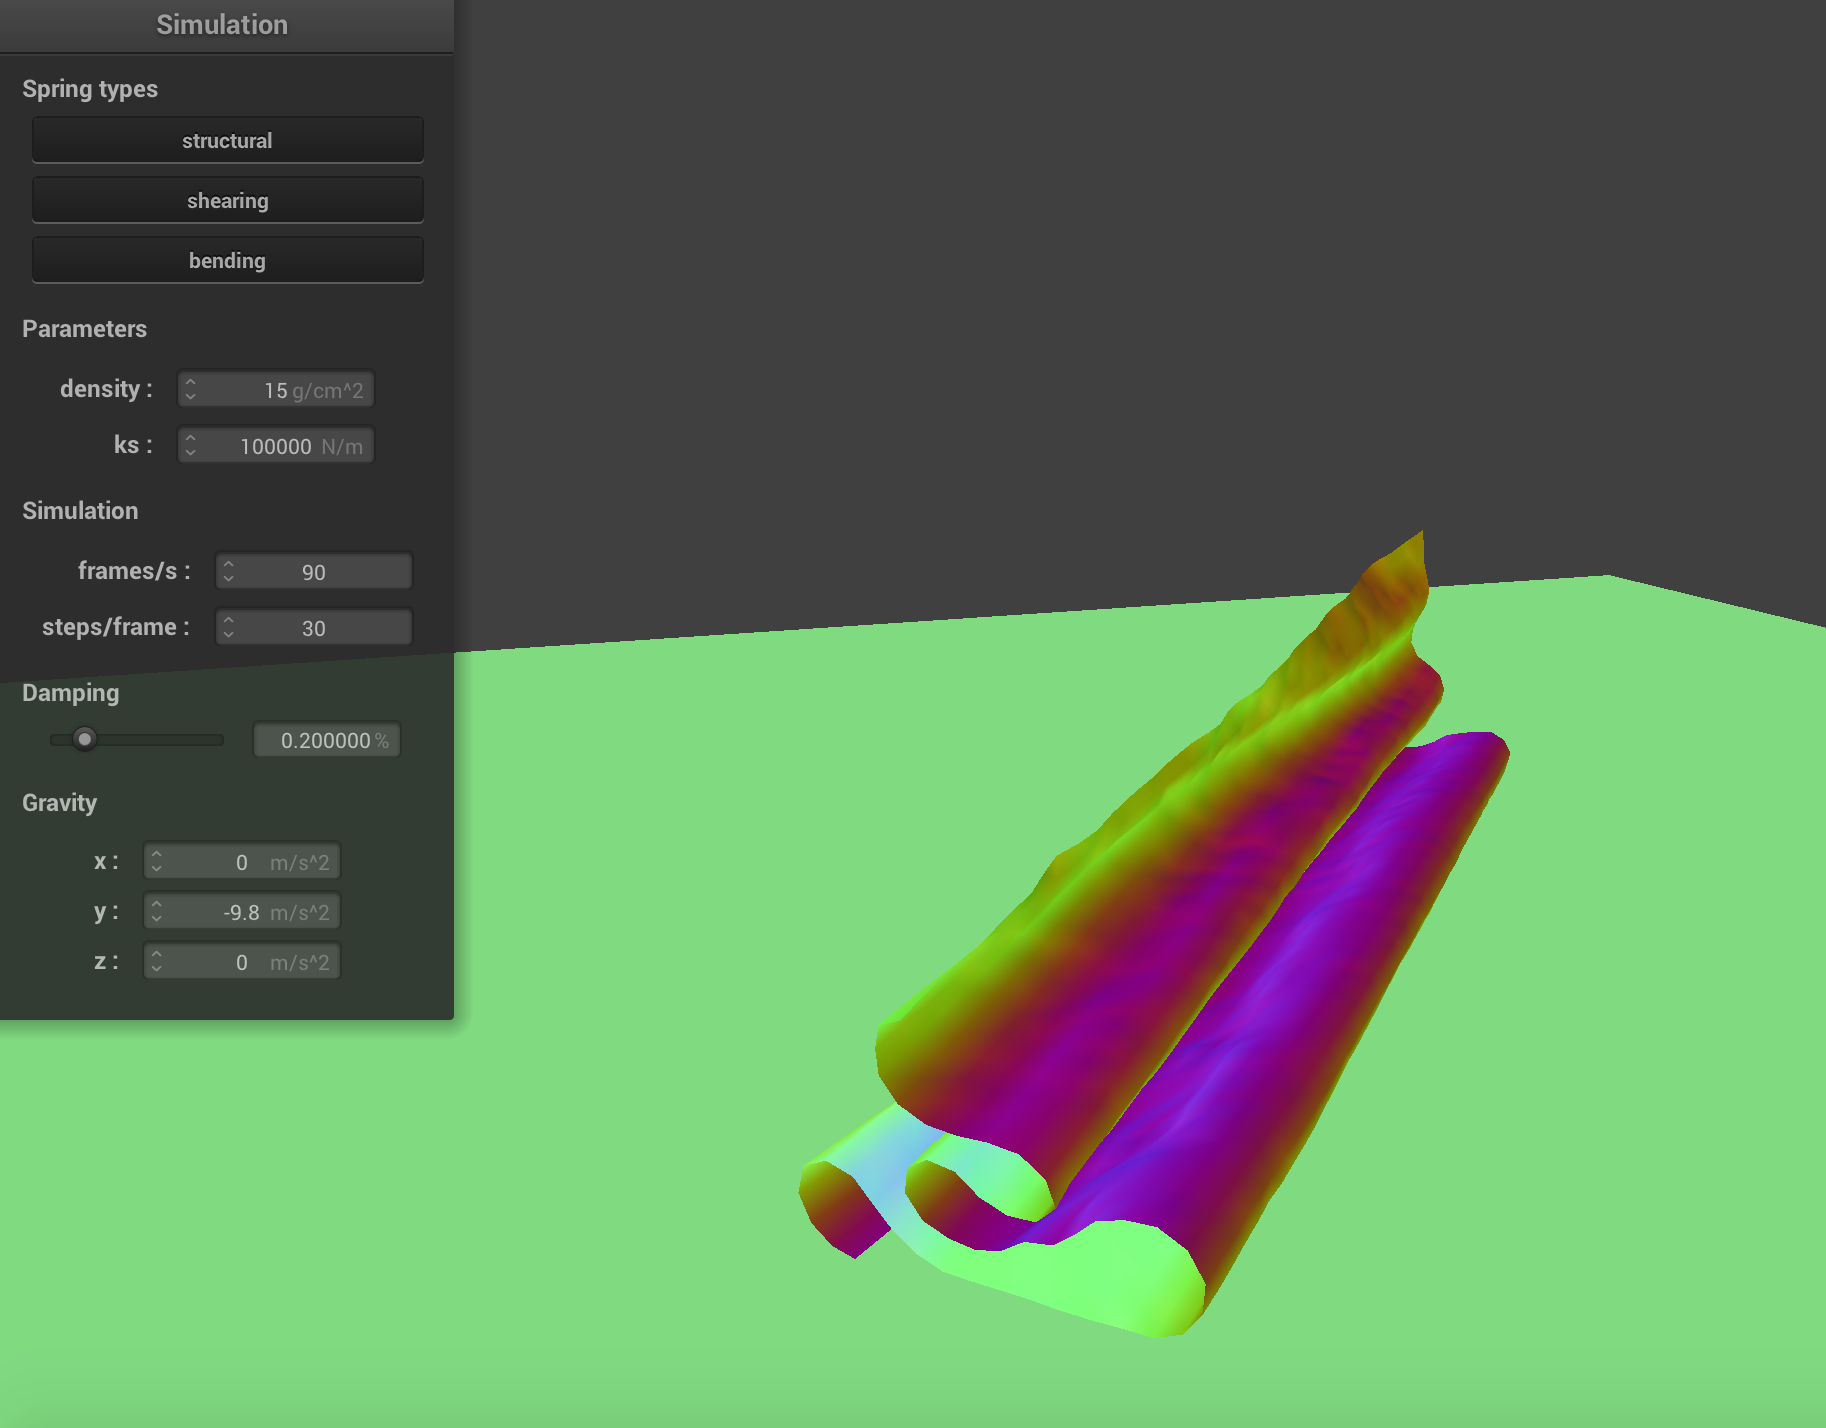 Simulation
Spring types
structural
shearing
bending
Parameters
density : 15 g/cm^2
ks : 100000 N/m
Simulation
frames/s : 90
steps/frame : 30
Damping
0.200000 %
Gravity
x : 0 m/s^2
y : -9.8 m/s^2
z : 0 m/s^2